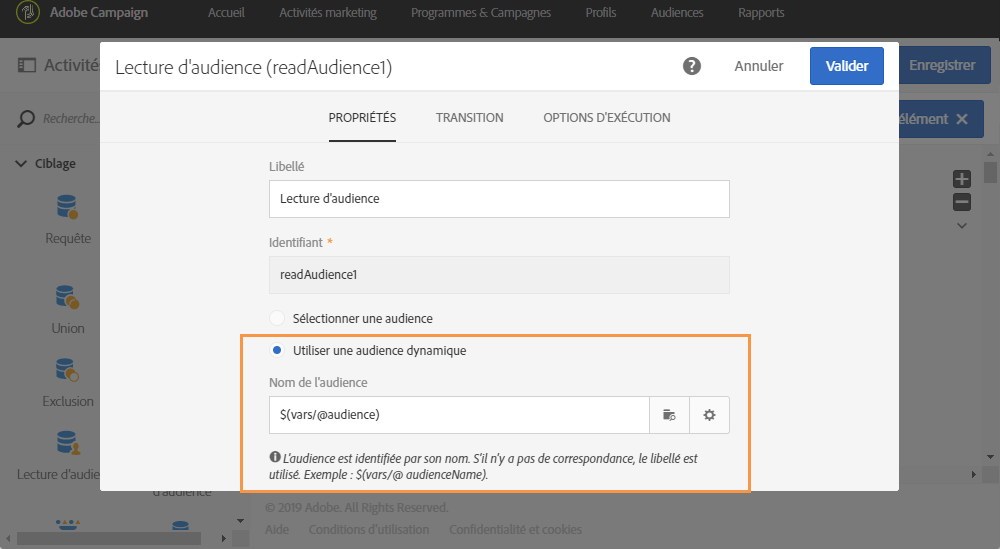 Adobe Campaign Accueil Activités marketing Programmes & Campagnes Profils Audiences Rapports
Activités
Enregistrer
Lecture d'audience (readAudience1)
? Annuler Valider
Recherche...
élément ×
PROPRIÉTÉS TRANSITION OPTIONS D'EXÉCUTION
Ciblage
Libellé
Lecture d'audience
Requête
Identifiant *
readAudience1
Union
Sélectionner une audience
Utiliser une audience dynamique
Exclusion
Nom de l'audience
$(vars/@audience)
L'audience est identifiée par son nom. S'il n'y a pas de correspondance, le libellé est
utilisé. Exemple : $(vars/@ audienceName).
Lecture d'audie
d'audience
© 2019 Adobe. All Rights Reserved.
Aide Conditions d'utilisation Confidentialité et cookies